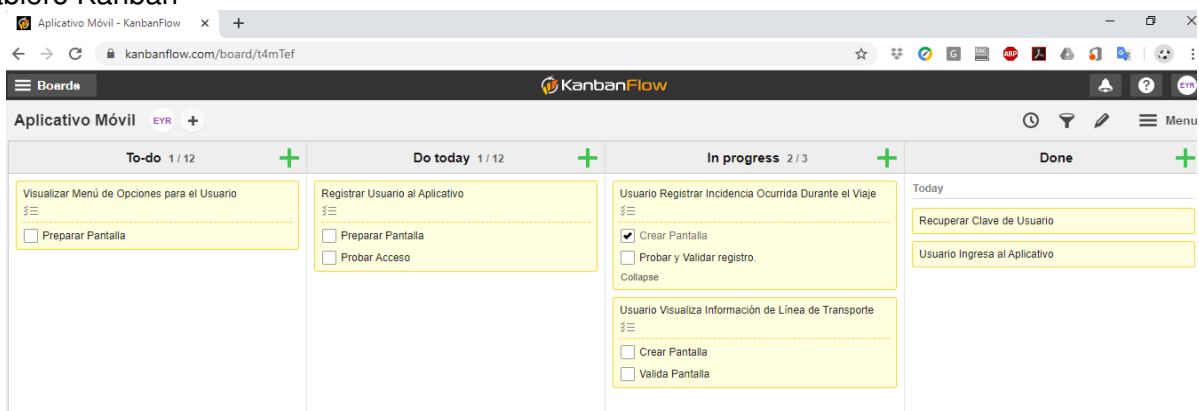 Aplicativo Móvil - KanbanFlow
kanbanflow.com/board/t4mTef
Boards
KanbanFlow
EYR
Aplicativo Móvil EYR +
Menu
To-do 1 / 12
Do today 1 / 12
In progress 2 / 3
Done
Visualizar Menú de Opciones para el Usuario
Preparar Pantalla
Registrar Usuario al Aplicativo
Preparar Pantalla
Probar Acceso
Usuario Registrar Incidencia Ocurrida Durante el Viaje
Crear Pantalla
Probar y Validar registro.
Collapse
Usuario Visualiza Información de Línea de Transporte
Crear Pantalla
Valida Pantalla
Today
Recuperar Clave de Usuario
Usuario Ingresa al Aplicativo